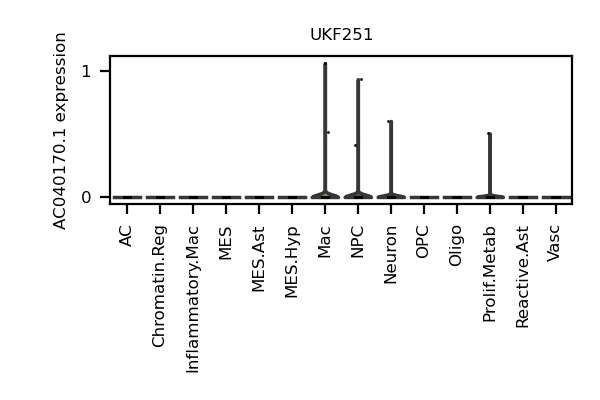 UKF251
AC040170.1 expression
1
0
AC
Chromatin.Reg
Inflammatory.Mac
MES
MES.Ast
MES.Hyp
Mac
NPC
Neuron
OPC
Oligo
Prolif.Metab
Reactive.Ast
Vasc